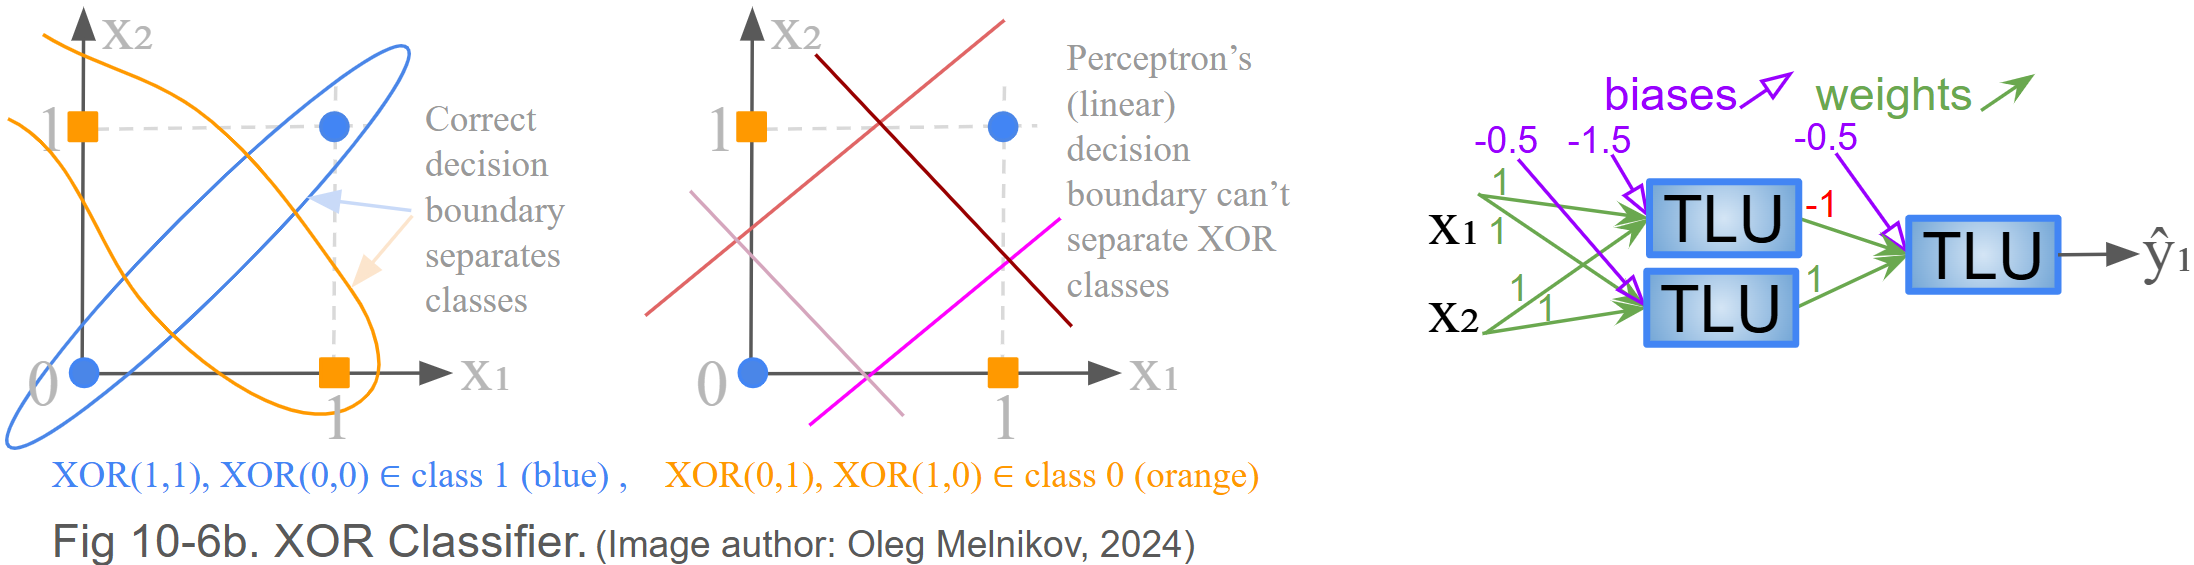 x2
1
0
1
x1
Correct
decision
boundary
separates
classes
x2
1
0
1
x1
Perceptron's
(linear)
decision
boundary can't
separate XOR
classes
biases weights
-0.5 -1.5 -0.5
1
x1 1
TLU -1
TLU ŷ1
1 1
x2
TLU 1
XOR(1,1), XOR(0,0) ∈ class 1 (blue) , XOR(0,1), XOR(1,0) ∈ class 0 (orange)
Fig 10-6b. XOR Classifier. (Image author: Oleg Melnikov, 2024)